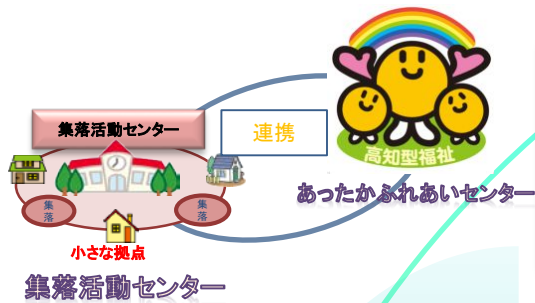 集落活動センター
連携
高知型福祉
あったかふれあいセンター
集落
集落
小さな拠点
集落活動センター